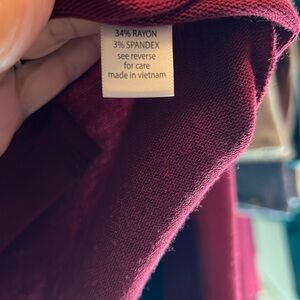 34% RAYON
3% SPANDEX
see reverse
for care
made in vietnam